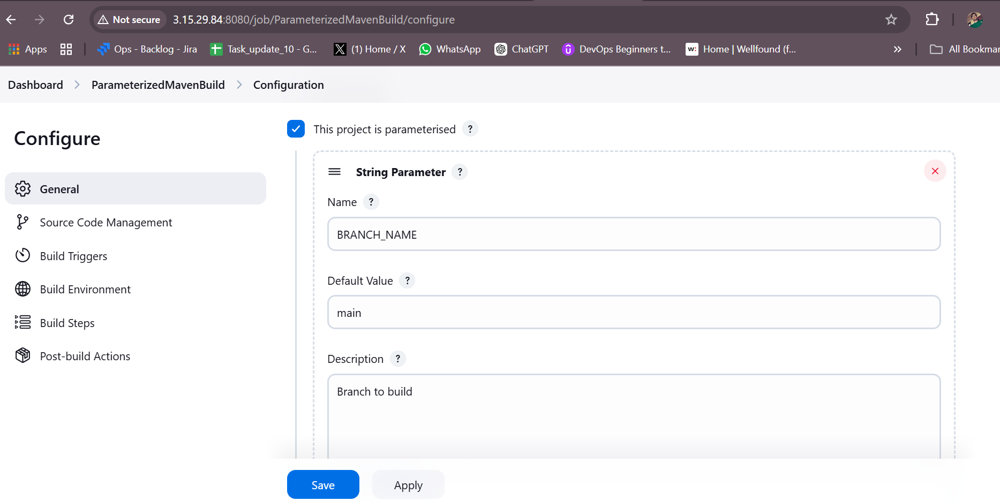 Not secure 3.15.29.84:8080/job/ParameterizedMavenBuild/configure
Apps Ops - Backlog - Jira Task_update_10 - G... (1) Home / X WhatsApp ChatGPT DevOps Beginners t... Home | Wellfound (f... All Bookmar
Dashboard ParameterizedMavenBuild Configuration
Configure
General
Source Code Management
Build Triggers
Build Environment
Build Steps
Post-build Actions
This project is parameterised ?
String Parameter ?
Name ?
BRANCH_NAME
Default Value ?
main
Description ?
Branch to build
Save Apply